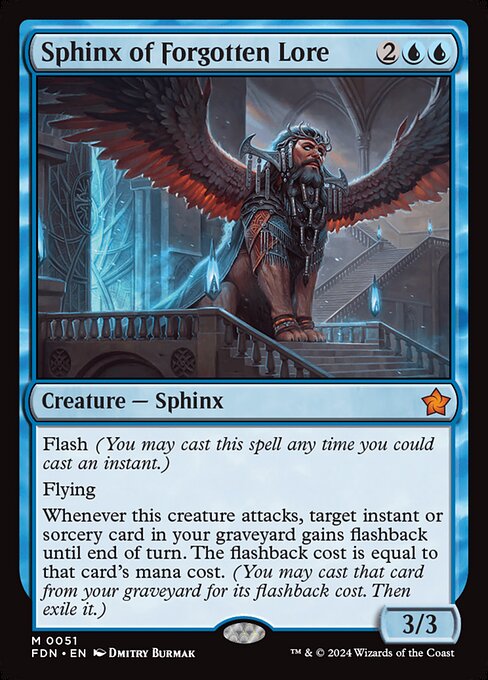 Sphinx of Forgotten Lore 2
Creature — Sphinx
Flash (You may cast this spell any time you could
cast an instant.)
Flying
Whenever this creature attacks, target instant or
sorcery card in your graveyard gains flashback
until end of turn. The flashback cost is equal to
that card's mana cost. (You may cast that card
from your graveyard for its flashback cost. Then
exile it.)
3/3
M 0051
FDN • EN Dmitry Burmak
™ & © 2024 Wizards of the Coast